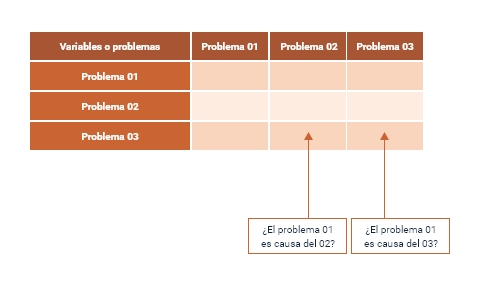 Variables o problemas Problema 01 Problema 02 Problema 03
Problema 01
Problema 02
Problema 03
¿El problema 01
es causa del 02?
¿El problema 01
es causa del 03?